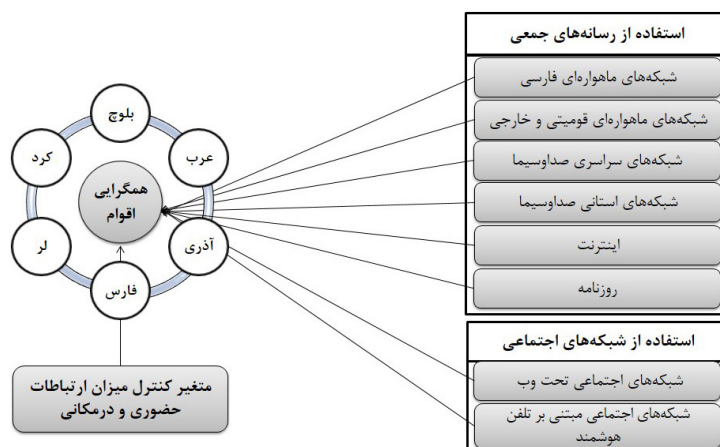 استفاده از رسانه‌های جمعی
شبکه‌های ماهواره‌ای فارسی
شبکه‌های ماهواره‌ای قومیتی و خارجی
شبکه‌های سراسری صداوسیما
شبکه‌های استانی صداوسیما
اینترنت
روزنامه
استفاده از شبکه‌های اجتماعی
شبکه‌های اجتماعی تحت وب
شبکه‌های اجتماعی مبتنی بر تلفن
هوشمند
بلوچ
عرب
کرد
همگرایی
اقوام
آذری
لر
فارس
متغیر کنترل میزان ارتباطات
حضوری و درمکانی